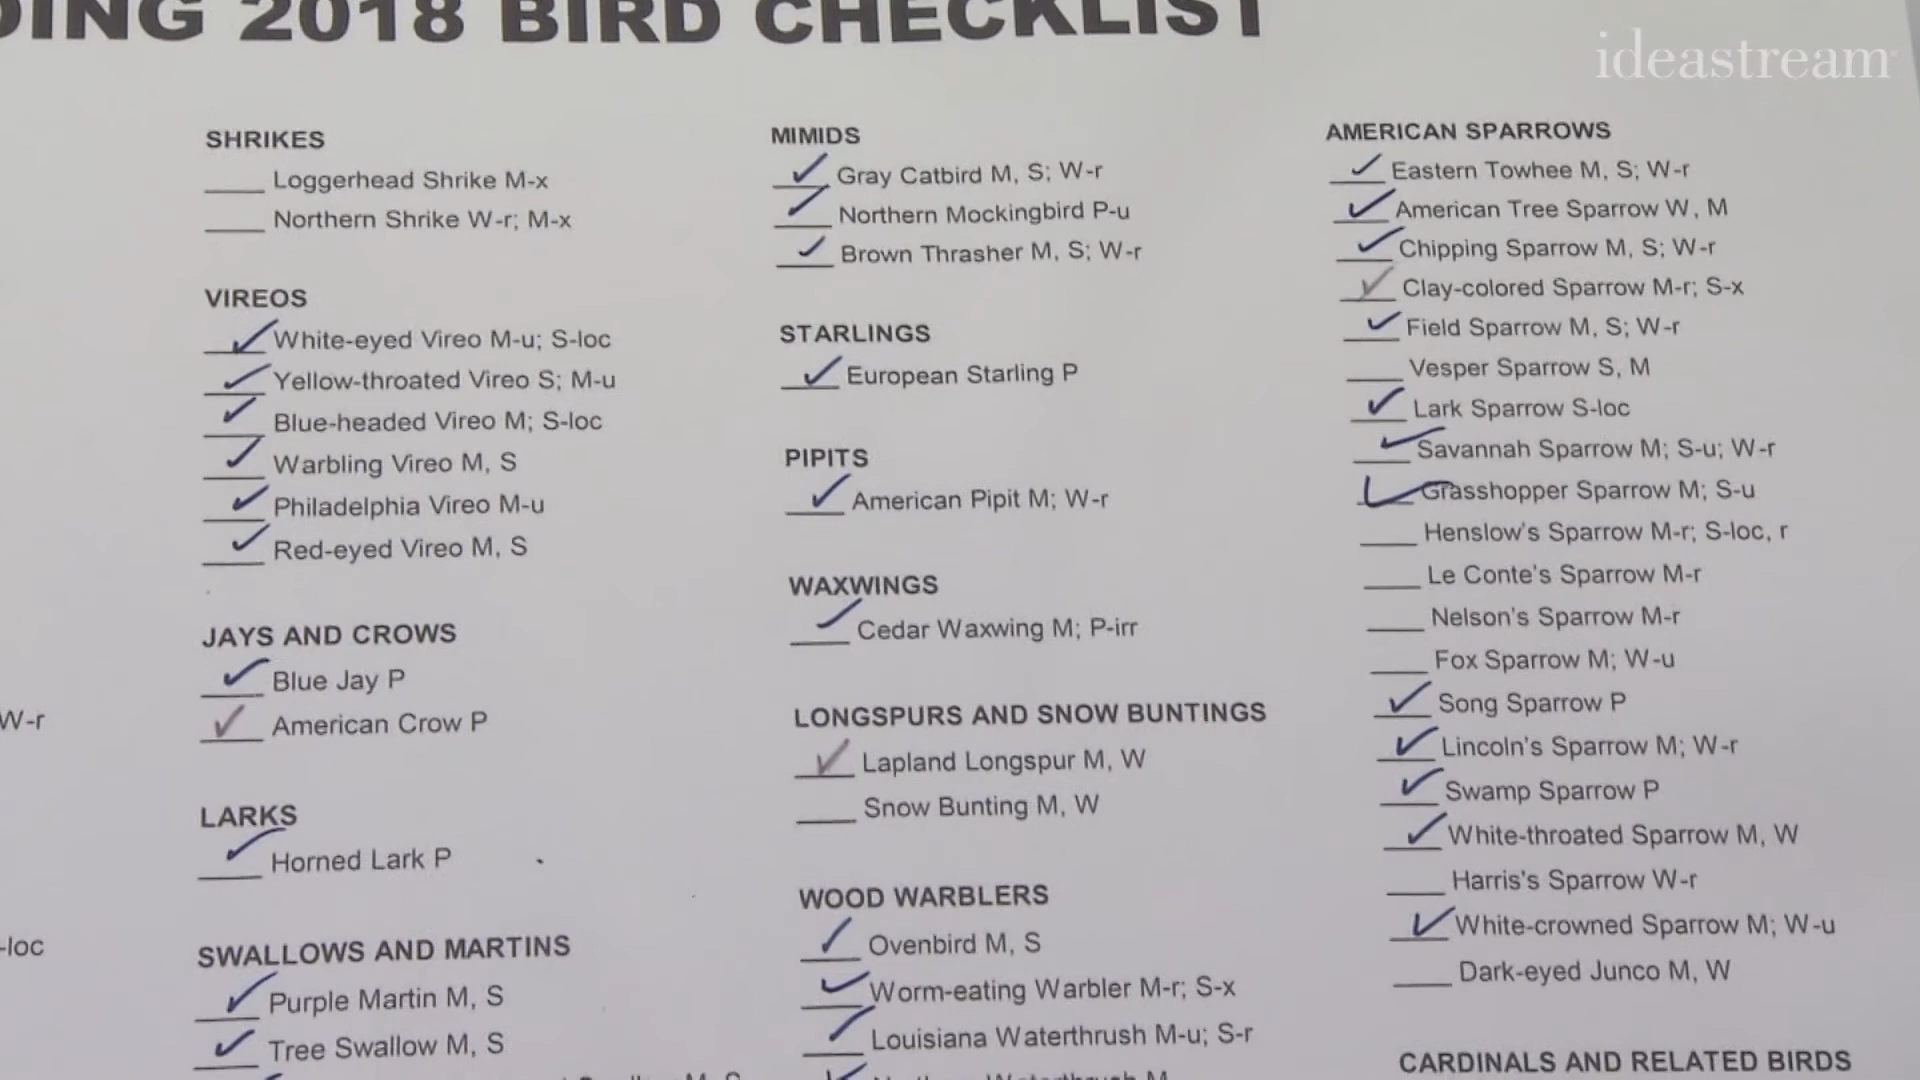 DING 2018 BIRD CHECKLIST
ideastream
W-r
-loc
SHRIKES
Loggerhead Shrike M-x
Northern Shrike W-r; M-x
VIREOS
White-eyed Vireo M-u; S-loc
Yellow-throated Vireo S; M-u
Blue-headed Vireo M; S-loc
Warbling Vireo M, S
Philadelphia Vireo M-u
Red-eyed Vireo M, S
JAYS AND CROWS
Blue Jay P
American Crow P
LARKS
Horned Lark P
SWALLOWS AND MARTINS
Purple Martin M, S
Tree Swallow M, S
MIMIDS
Gray Catbird M, S; W-r
Northern Mockingbird P-u
Brown Thrasher M, S; W-r
STARLINGS
European Starling P
PIPITS
American Pipit M; W-r
WAXWINGS
Cedar Waxwing M; P-irr
LONGSPURS AND SNOW BUNTINGS
Lapland Longspur M, W
Snow Bunting M, W
WOOD WARBLERS
Ovenbird M, S
Worm-eating Warbler M-r; S-x
Louisiana Waterthrush M-u; S-r
Northern Waterthrush M
AMERICAN SPARROWS
Eastern Towhee M, S; W-r
American Tree Sparrow W, M
Chipping Sparrow M, S; W-r
Clay-colored Sparrow M-r; S-x
Field Sparrow M, S; W-r
Vesper Sparrow S, M
Lark Sparrow S-loc
Savannah Sparrow M; S-u; W-r
Grasshopper Sparrow M; S-u
Henslow's Sparrow M-r; S-loc, r
Le Conte's Sparrow M-r
Nelson's Sparrow M-r
Fox Sparrow M; W-u
Song Sparrow P
Lincoln's Sparrow M; W-r
Swamp Sparrow P
White-throated Sparrow M, W
Harris's Sparrow W-r
White-crowned Sparrow M; W-u
Dark-eyed Junco M, W
CARDINALS AND RELATED BIRDS